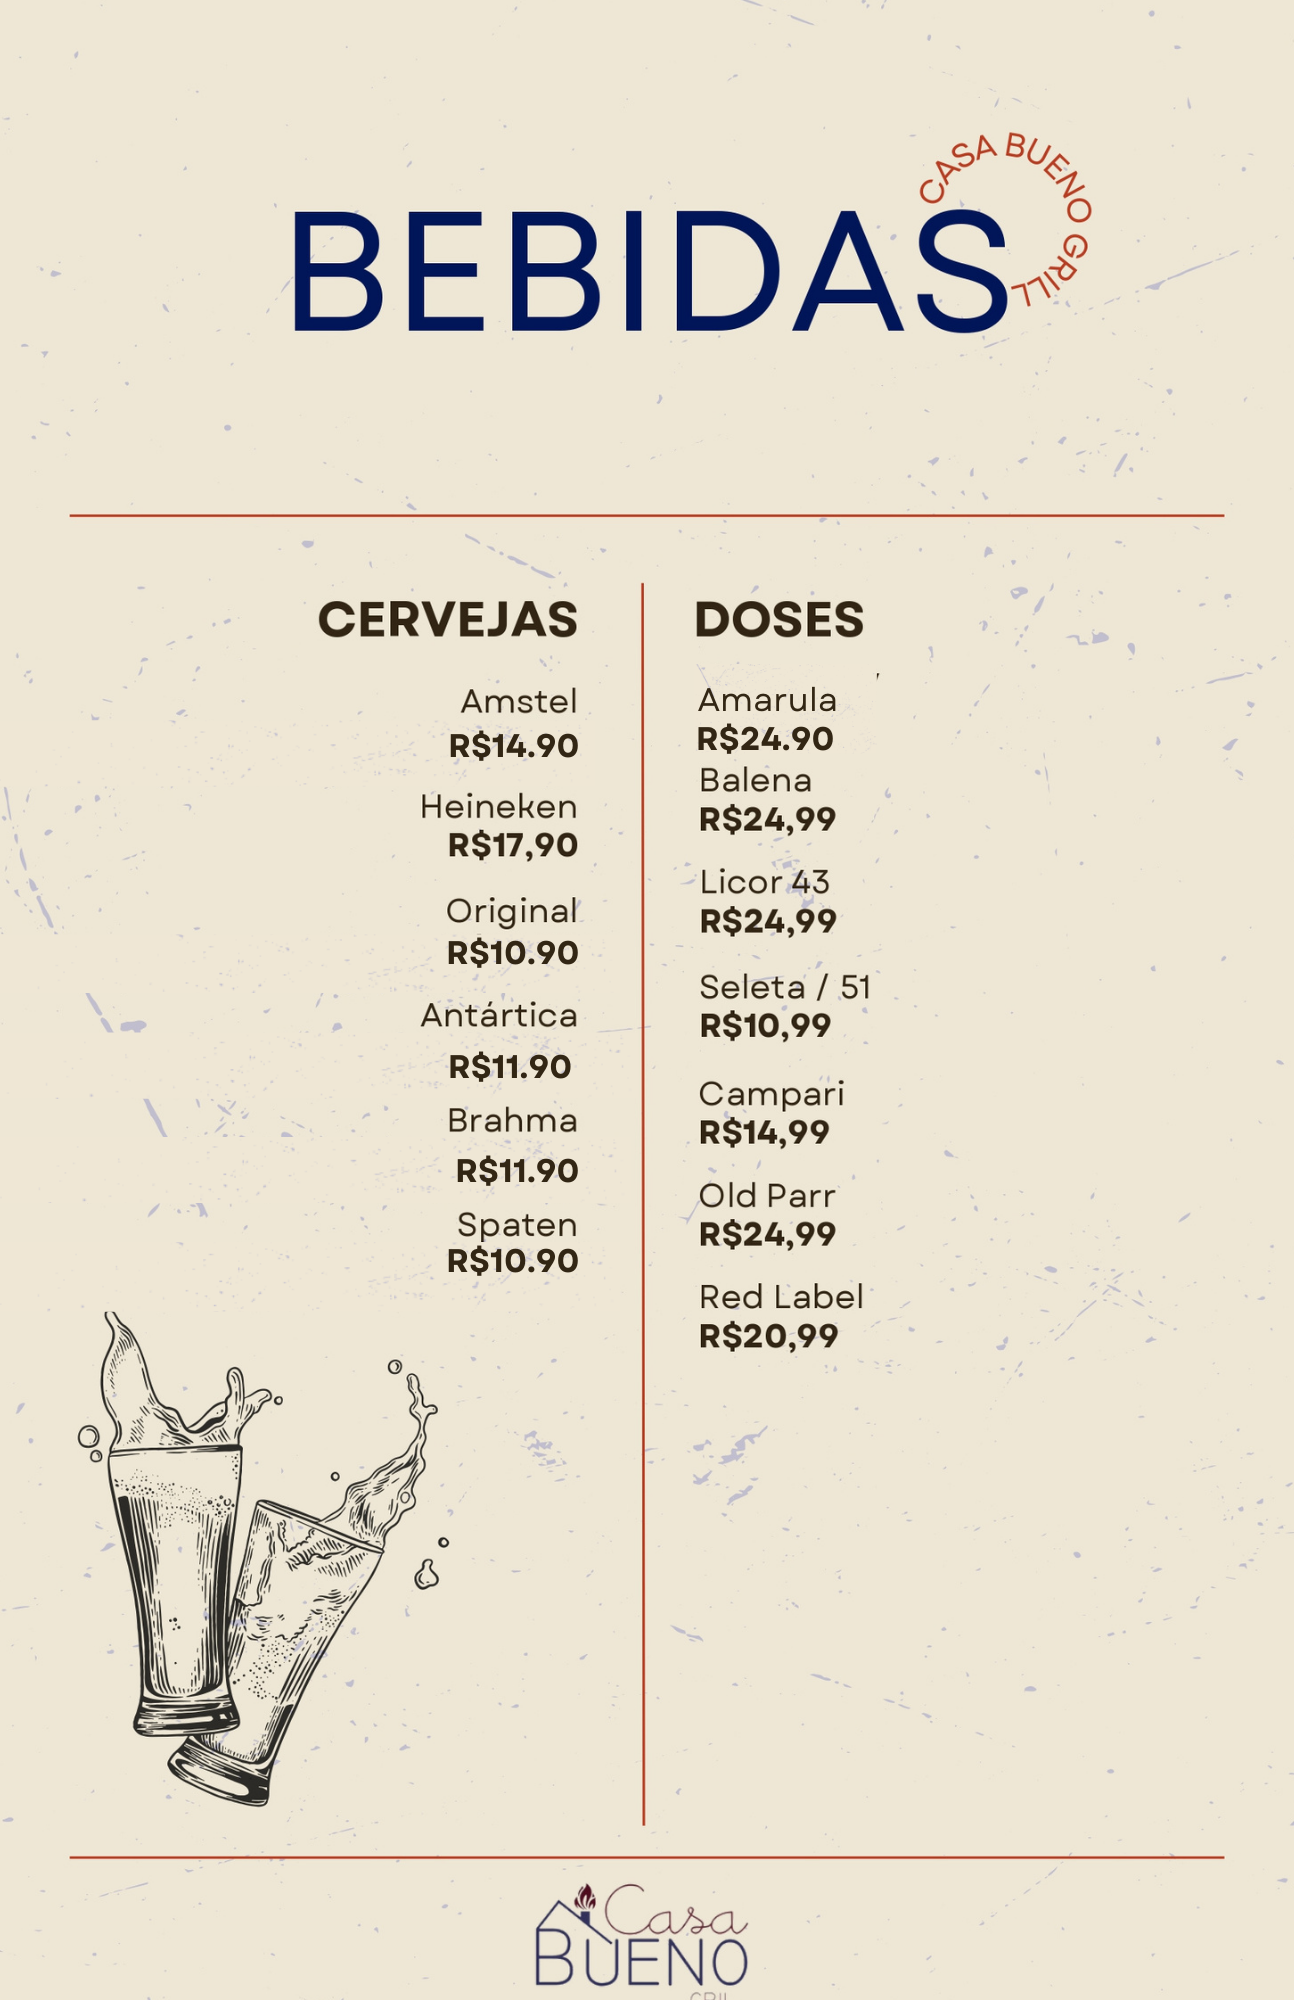 CASA BUENO GRILL
BEBIDAS
CERVEJAS
Amstel
R$14.90
Heineken
R$17,90
Original
R$10.90
Antártica
R$11.90
Brahma
R$11.90
Spaten
R$10.90
DOSES
Amarula
R$24.90
Balena
R$24,99
Licor 43
R$24,99
Seleta / 51
R$10,99
Campari
R$14,99
Old Parr
R$24,99
Red Label
R$20,99
Casa
BUENO